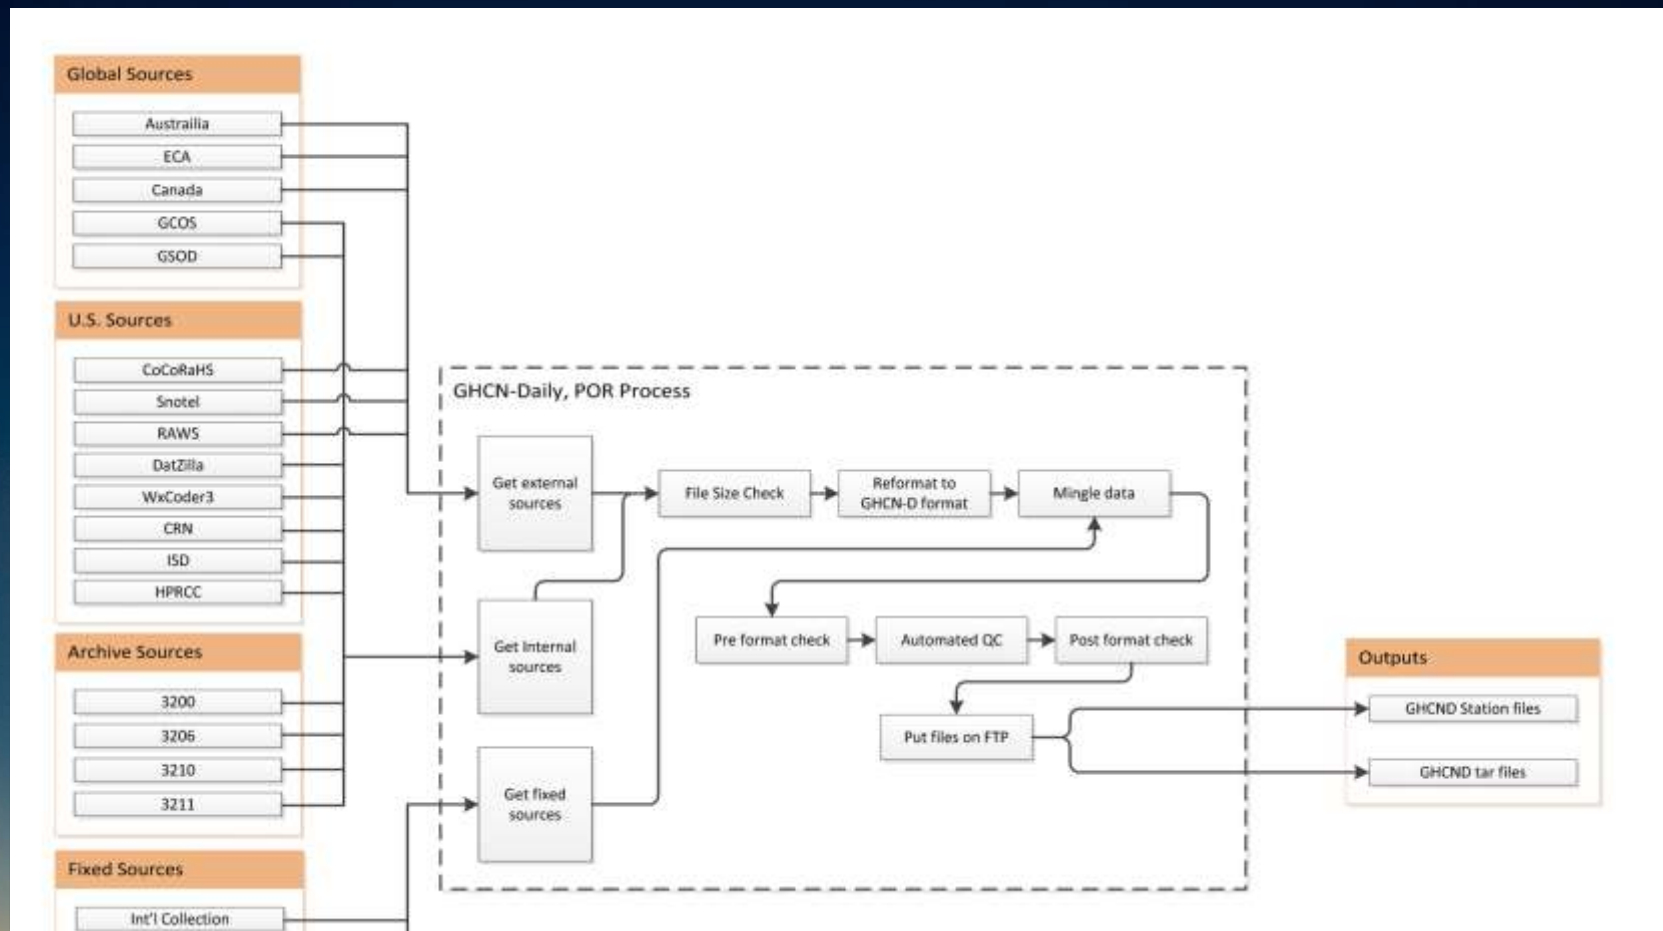 Global Sources
Austrailia
ECA
Canada
GCOS
GSOD
U.S. Sources
CoCoRaHS
Snotel
RAWS
DatZilla
WxCoder3
CRN
ISD
HPRCC
Archive Sources
3200
3206
3210
3211
Fixed Sources
Int'l Collection
GHCN-Daily, POR Process
Get external
sources
File Size Check
Reformat to
GHCN-D format
Mingle data
Get Internal
sources
Pre format check
Automated QC
Post format check
Get fixed
sources
Put files on FTP
Outputs
GHCND Station files
GHCND tar files